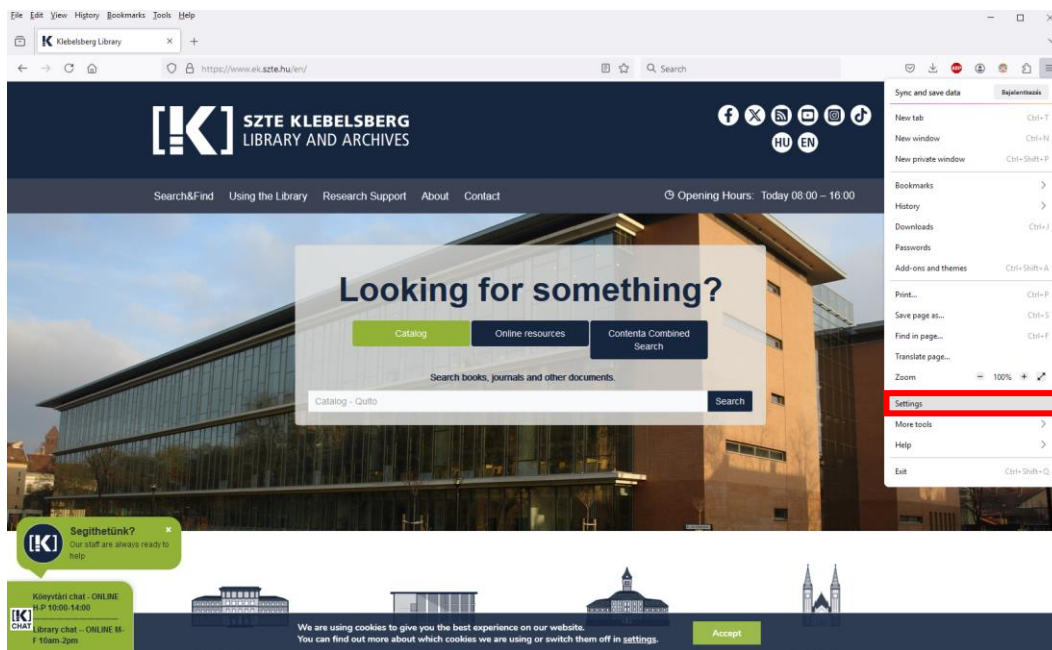 File Edit View History Bookmarks Tools Help
Klebelsberg Library
https://www.ek.szte.hu/en/
Search
SZTE KLEBELSBERG
LIBRARY AND ARCHIVES
HU EN
Search&Find Using the Library Research Support About Contact
Opening Hours: Today 08:00 – 16:00
Looking for something?
Catalog
Online resources
Contenta Combined
Search
Search books, journals and other documents.
Catalog - Qulto
Search
Sync and save data Bejelentkezés
New tab Ctrl+T
New window Ctrl+N
New private window Ctrl+Shift+P
Bookmarks
History
Downloads Ctrl+J
Passwords
Add-ons and themes Ctrl+Shift+A
Print... Ctrl+P
Save page as... Ctrl+S
Find in page... Ctrl+F
Translate page...
Zoom − 100% +
Settings
More tools
Help
Exit Ctrl+Shift+Q
[!K]
Segithetünk?
Our staff are always ready to
help
Könyvtári chat - ONLINE
H-P 10:00-14:00
Library chat -- ONLINE M-
F 10am-2pm
[!K]
CHAT
We are using cookies to give you the best experience on our website.
You can find out more about which cookies we are using or switch them off in settings.
Accept